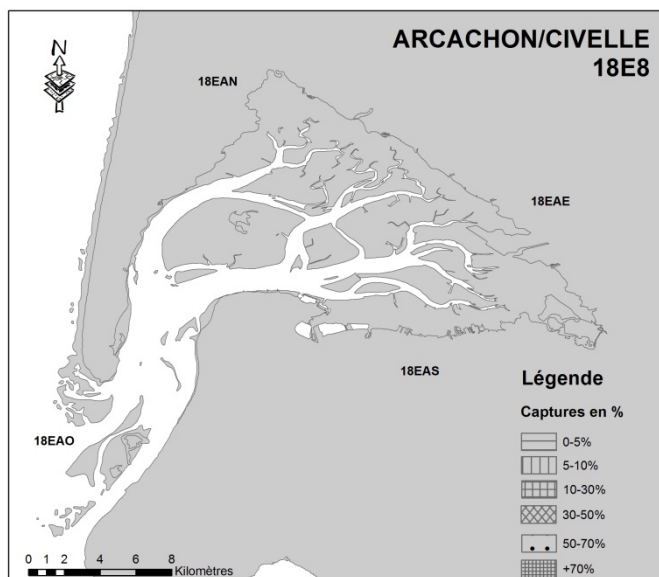 ARCACHON/CIVELLE
18E8
N
18EAN
18EAE
18EAS
18EAO
Légende
Captures en %
0-5%
5-10%
10-30%
30-50%
50-70%
+70%
0 1 2 4 6 8
Kilomètres